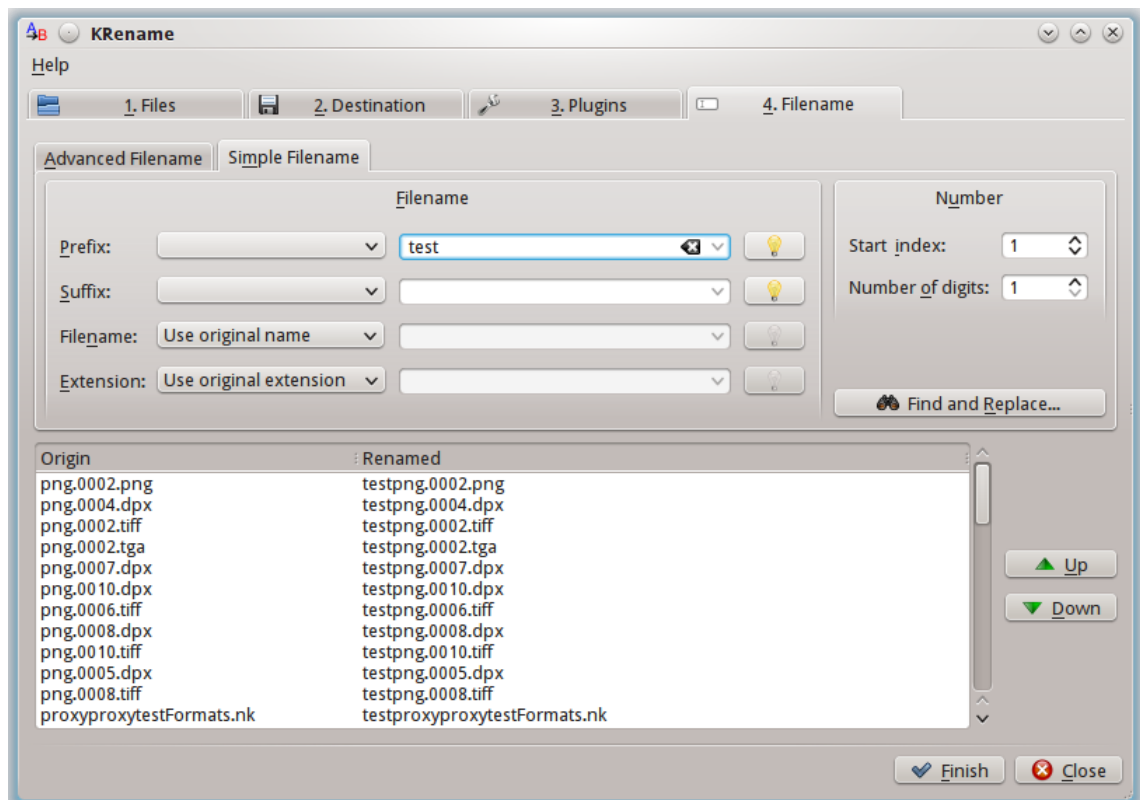 KRename
Help
1. Files 2. Destination 3. Plugins 4. Filename
Advanced Filename Simple Filename
Filename Number
Prefix: test Start index: 1
Suffix: Number of digits: 1
Filename: Use original name
Extension: Use original extension
Find and Replace...
Origin Renamed
png.0002.png testpng.0002.png
png.0004.dpx testpng.0004.dpx
png.0002.tiff testpng.0002.tiff
png.0002.tga testpng.0002.tga
png.0007.dpx testpng.0007.dpx
png.0010.dpx testpng.0010.dpx
png.0006.tiff testpng.0006.tiff
png.0008.dpx testpng.0008.dpx
png.0010.tiff testpng.0010.tiff
png.0005.dpx testpng.0005.dpx
png.0008.tiff testpng.0008.tiff
proxyproxytestFormats.nk testproxyproxytestFormats.nk
Up
Down
Finish Close